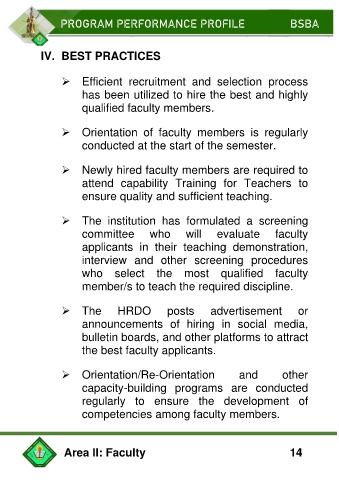 PROGRAM PERFORMANCE PROFILE BSBA
IV. BEST PRACTICES
➢ Efficient recruitment and selection process
has been utilized to hire the best and highly
qualified faculty members.
➢ Orientation of faculty members is regularly
conducted at the start of the semester.
➢ Newly hired faculty members are required to
attend capability Training for Teachers to
ensure quality and sufficient teaching.
➢ The institution has formulated a screening
committee who will evaluate faculty
applicants in their teaching demonstration,
interview and other screening procedures
who select the most qualified faculty
member/s to teach the required discipline.
➢ The HRDO posts advertisement or
announcements of hiring in social media,
bulletin boards, and other platforms to attract
the best faculty applicants.
➢ Orientation/Re-Orientation and other
capacity-building programs are conducted
regularly to ensure the development of
competencies among faculty members.
Area II: Faculty 14